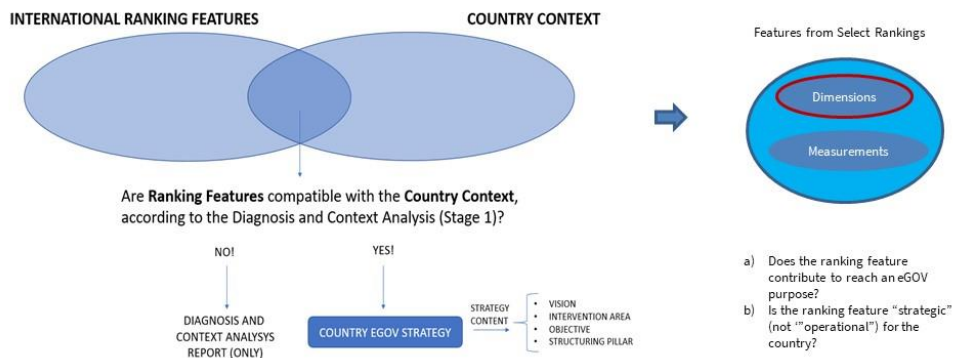 INTERNATIONAL RANKING FEATURES
COUNTRY CONTEXT
Are Ranking Features compatible with the Country Context,
according to the Diagnosis and Context Analysis (Stage 1)?
NO!
YES!
DIAGNOSIS AND
CONTEXT ANALYSIS
REPORT (ONLY)
COUNTRY EGOV STRATEGY
STRATEGY
CONTENT
• VISION
• INTERVENTION AREA
• OBJECTIVE
• STRUCTURING PILLAR
Features from Select Rankings
Dimensions
Measurements
a) Does the ranking feature
contribute to reach an eGOV
purpose?
b) Is the ranking feature “strategic”
(not ‘”operational”) for the
country?